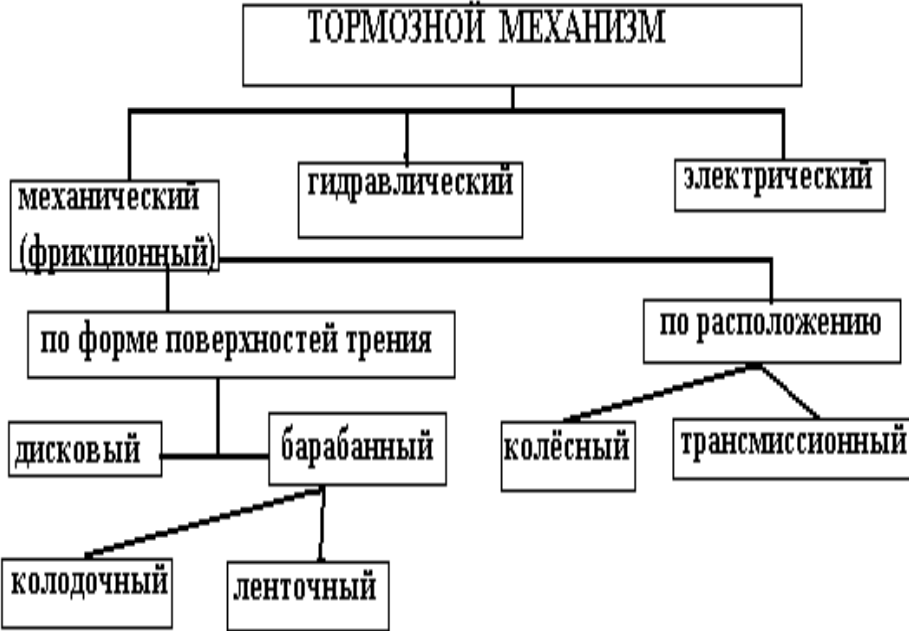 ТОРМОЗНОЙ МЕХАНИЗМ
механический
(фрикционный)
гидравлический
электрический
по форме поверхностей трения
по расположению
дисковый
барабанный
колёсный
трансмиссионный
колодочный
ленточный